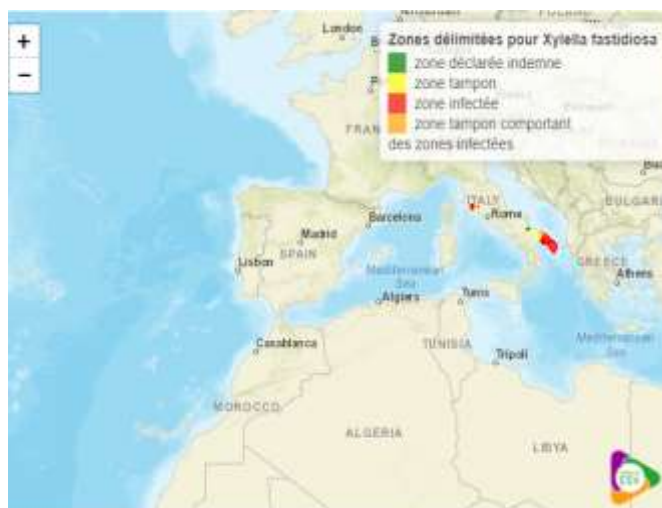 +
−
Zones délimitées pour Xylella fastidiosa
zone déclarée indemne
zone tampon
zone infectée
zone tampon comportant
des zones infectées
London
FRAN
ITALY
BULGARI
Roma
Barcelona
Madrid
SPAIN
Lisbon
GREECE
Athens
Mediterranean
Sea
Algiers
Tunis
Mediterranean
Sea
Casablanca
TUNISIA
Tripoli
MOROCCO
ALGERIA
LIBYA